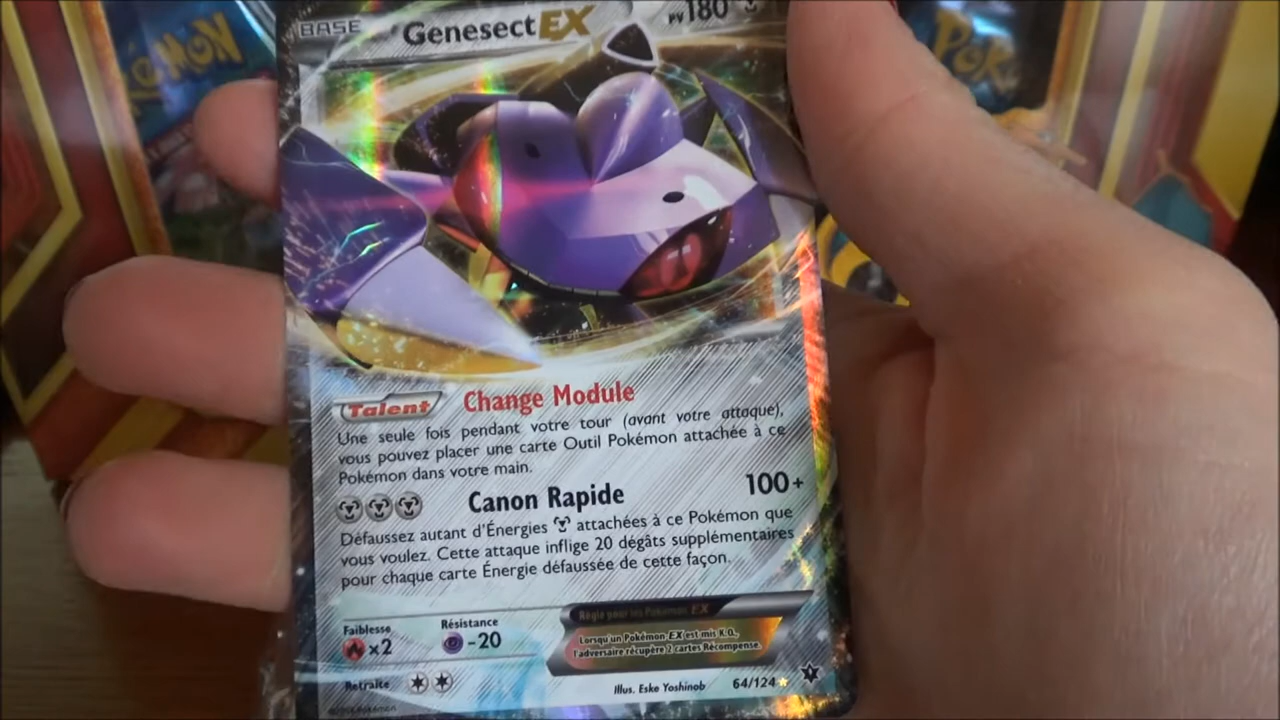 POKéMON
POK
BASE Genesect EX PV180
Talent Change Module
Une seule fois pendant votre tour (avant votre attaque),
vous pouvez placer une carte Outil Pokémon attachée à ce
Pokémon dans votre main.
Canon Rapide 100+
Défaussez autant d'Énergies attachées à ce Pokémon que
vous voulez. Cette attaque inflige 20 dégâts supplémentaires
pour chaque carte Énergie défaussée de cette façon.
Faiblesse
×2
Résistance
-20
Règle pour les Pokémon EX
Lorsqu'un Pokémon EX est mis K.O.,
l'adversaire récupère 2 cartes Récompense.
Retraite
Illus. Eske Yoshinob 64/124